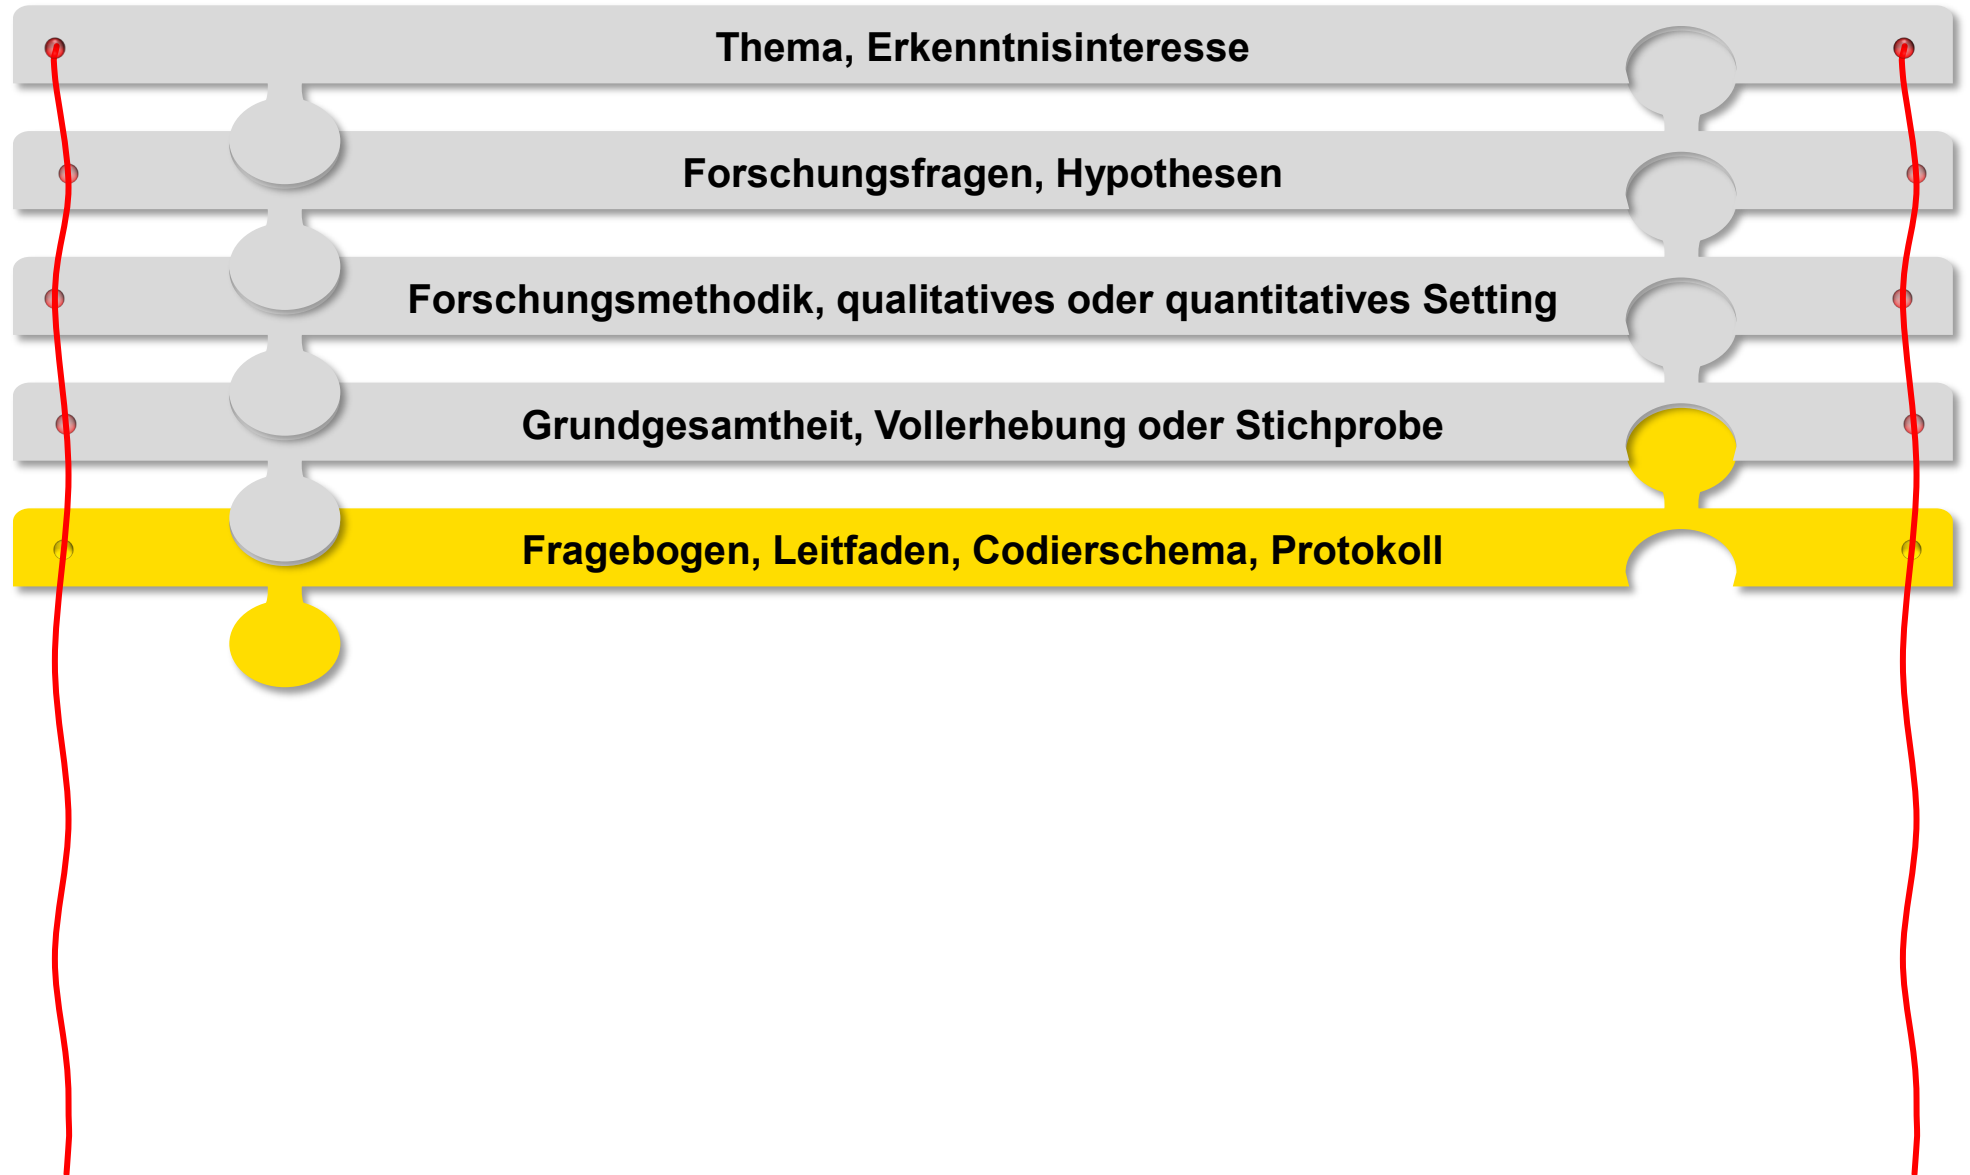 Thema, Erkenntnisinteresse
Forschungsfragen, Hypothesen
Forschungsmethodik, qualitatives oder quantitatives Setting
Grundgesamtheit, Vollerhebung oder Stichprobe
Fragebogen, Leitfaden, Codierschema, Protokoll